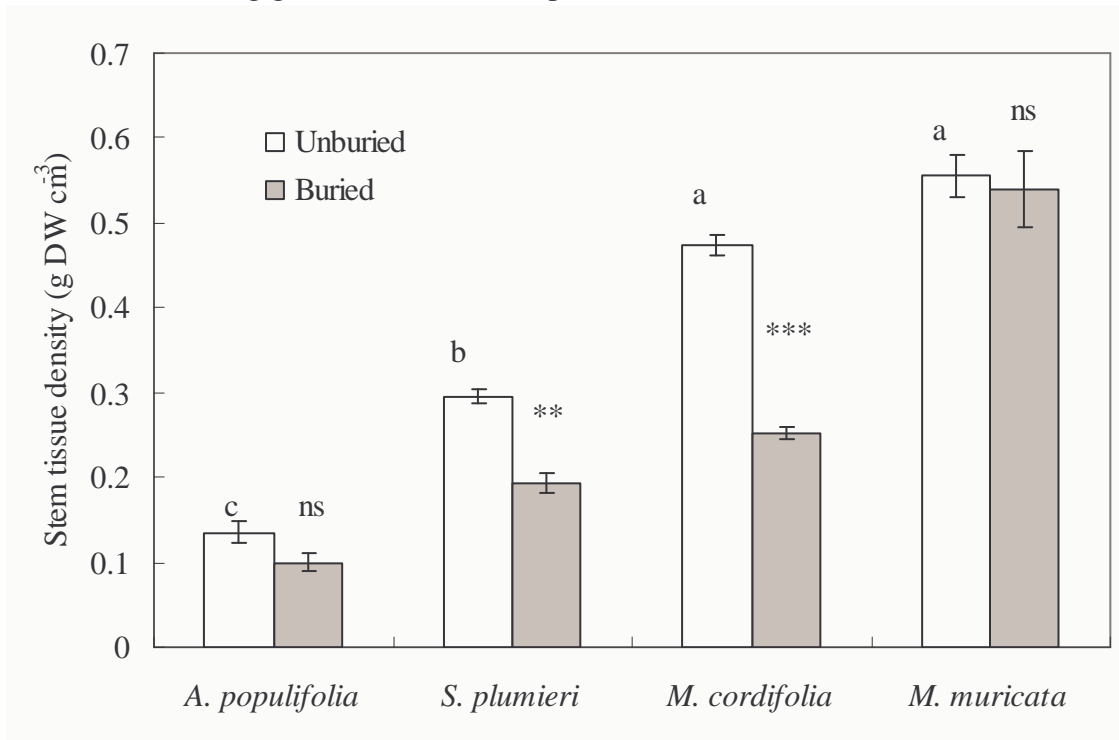 0.7
0.6
0.5
0.4
0.3
0.2
0.1
0
Stem tissue density (g DW cm-3)
Unburied
Buried
c
ns
b
**
a
***
a
ns
A. populifolia
S. plumieri
M. cordifolia
M. muricata